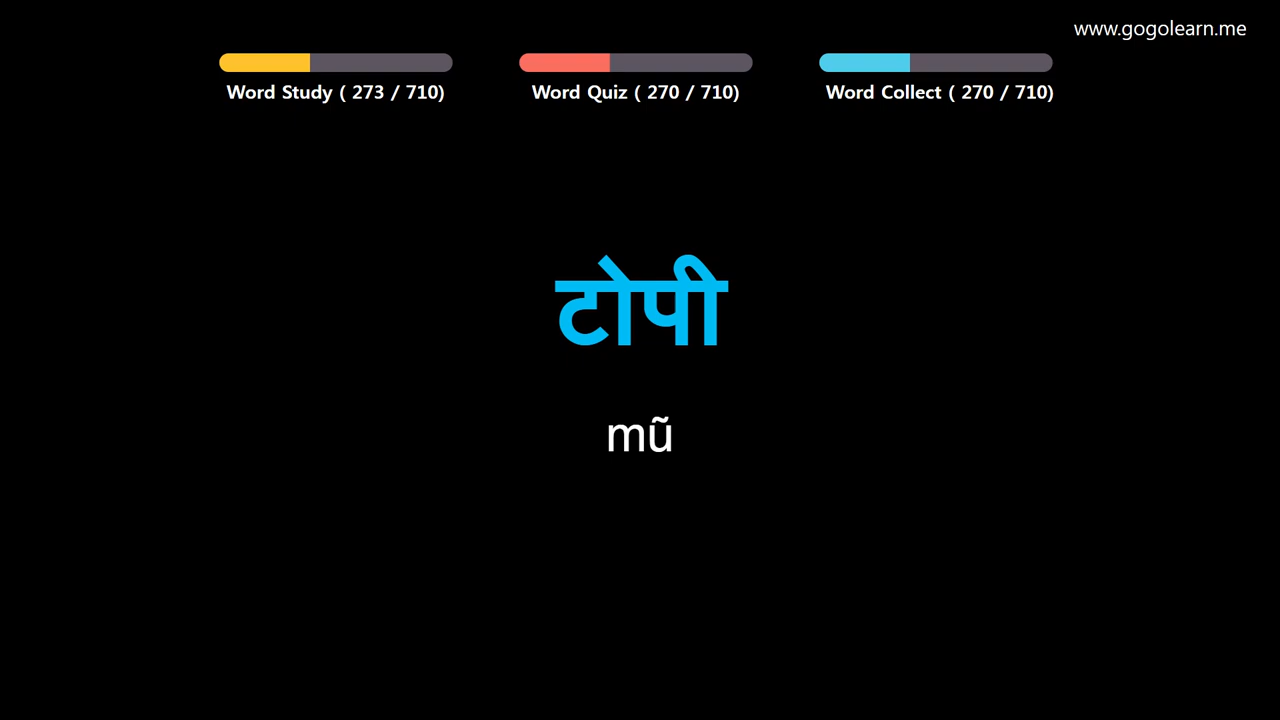 www.gogolearn.me
Word Study ( 273 / 710)
Word Quiz ( 270 / 710)
Word Collect ( 270 / 710)
टोपी
mũ